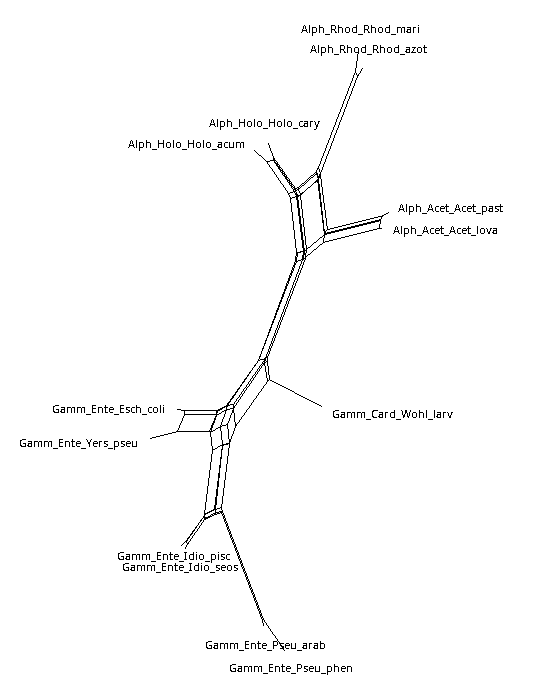 Alph_Rhod_Rhod_mari
Alph_Rhod_Rhod_azot
Alph_Holo_Holo_cary
Alph_Holo_Holo_acum
Alph_Acet_Acet_past
Alph_Acet_Acet_lova
Gamm_Ente_Esch_coli
Gamm_Card_Wohl_larv
Gamm_Ente_Yers_pseu
Gamm_Ente_Idio_pisc
Gamm_Ente_Idio_seos
Gamm_Ente_Pseu_arab
Gamm_Ente_Pseu_phen